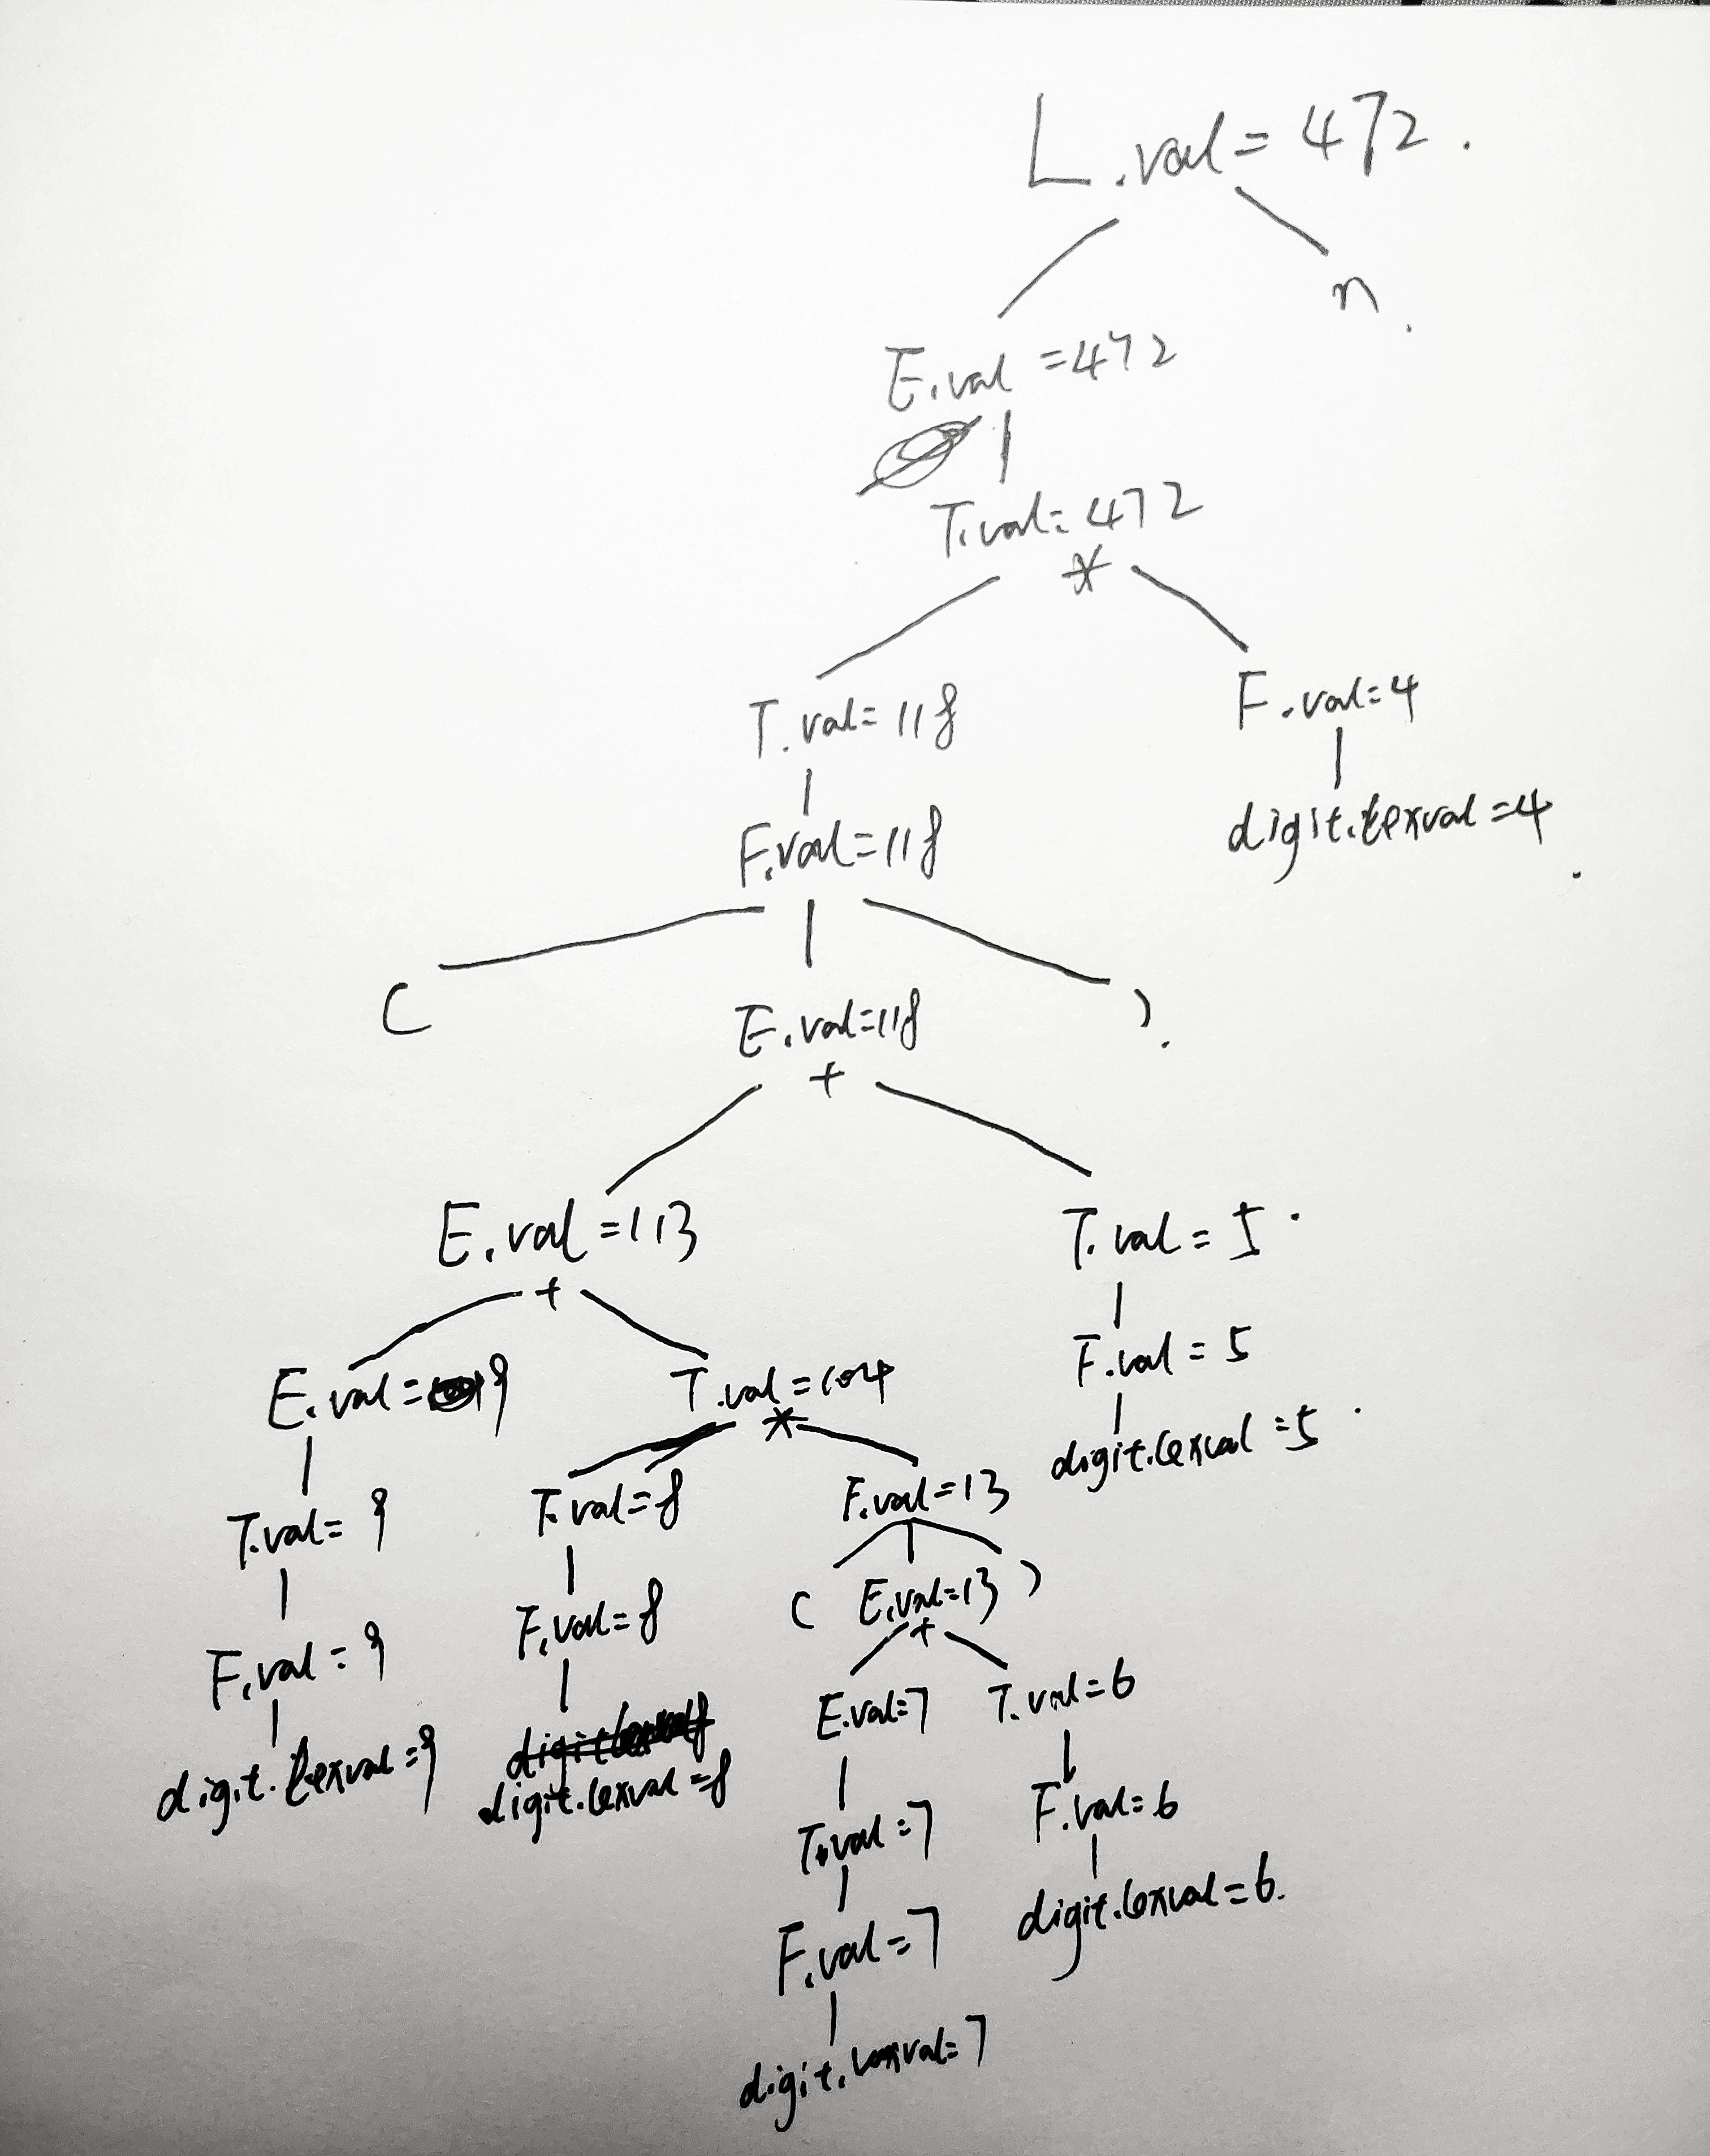 L.val = 472.
n.
E.val = 472
T.val = 472
*
T.val = 118
F.val = 4
F.val = 118
digit.lexval = 4
(
E.val = 118
).
+
E.val = 113
T.val = 5
+
F.val = 5
E.val = 9
T.val = 104
*
digit.lexval = 5
T.val = 9
T.val = 8
F.val = 13
( E.val = 13 )
+
F.val = 9
F.val = 8
E.val = 7
T.val = 6
digit.lexval = 9
digit.lexval = 8
T.val = 7
F.val = 6
F.val = 7
digit.lexval = 6.
digit.lexval = 7